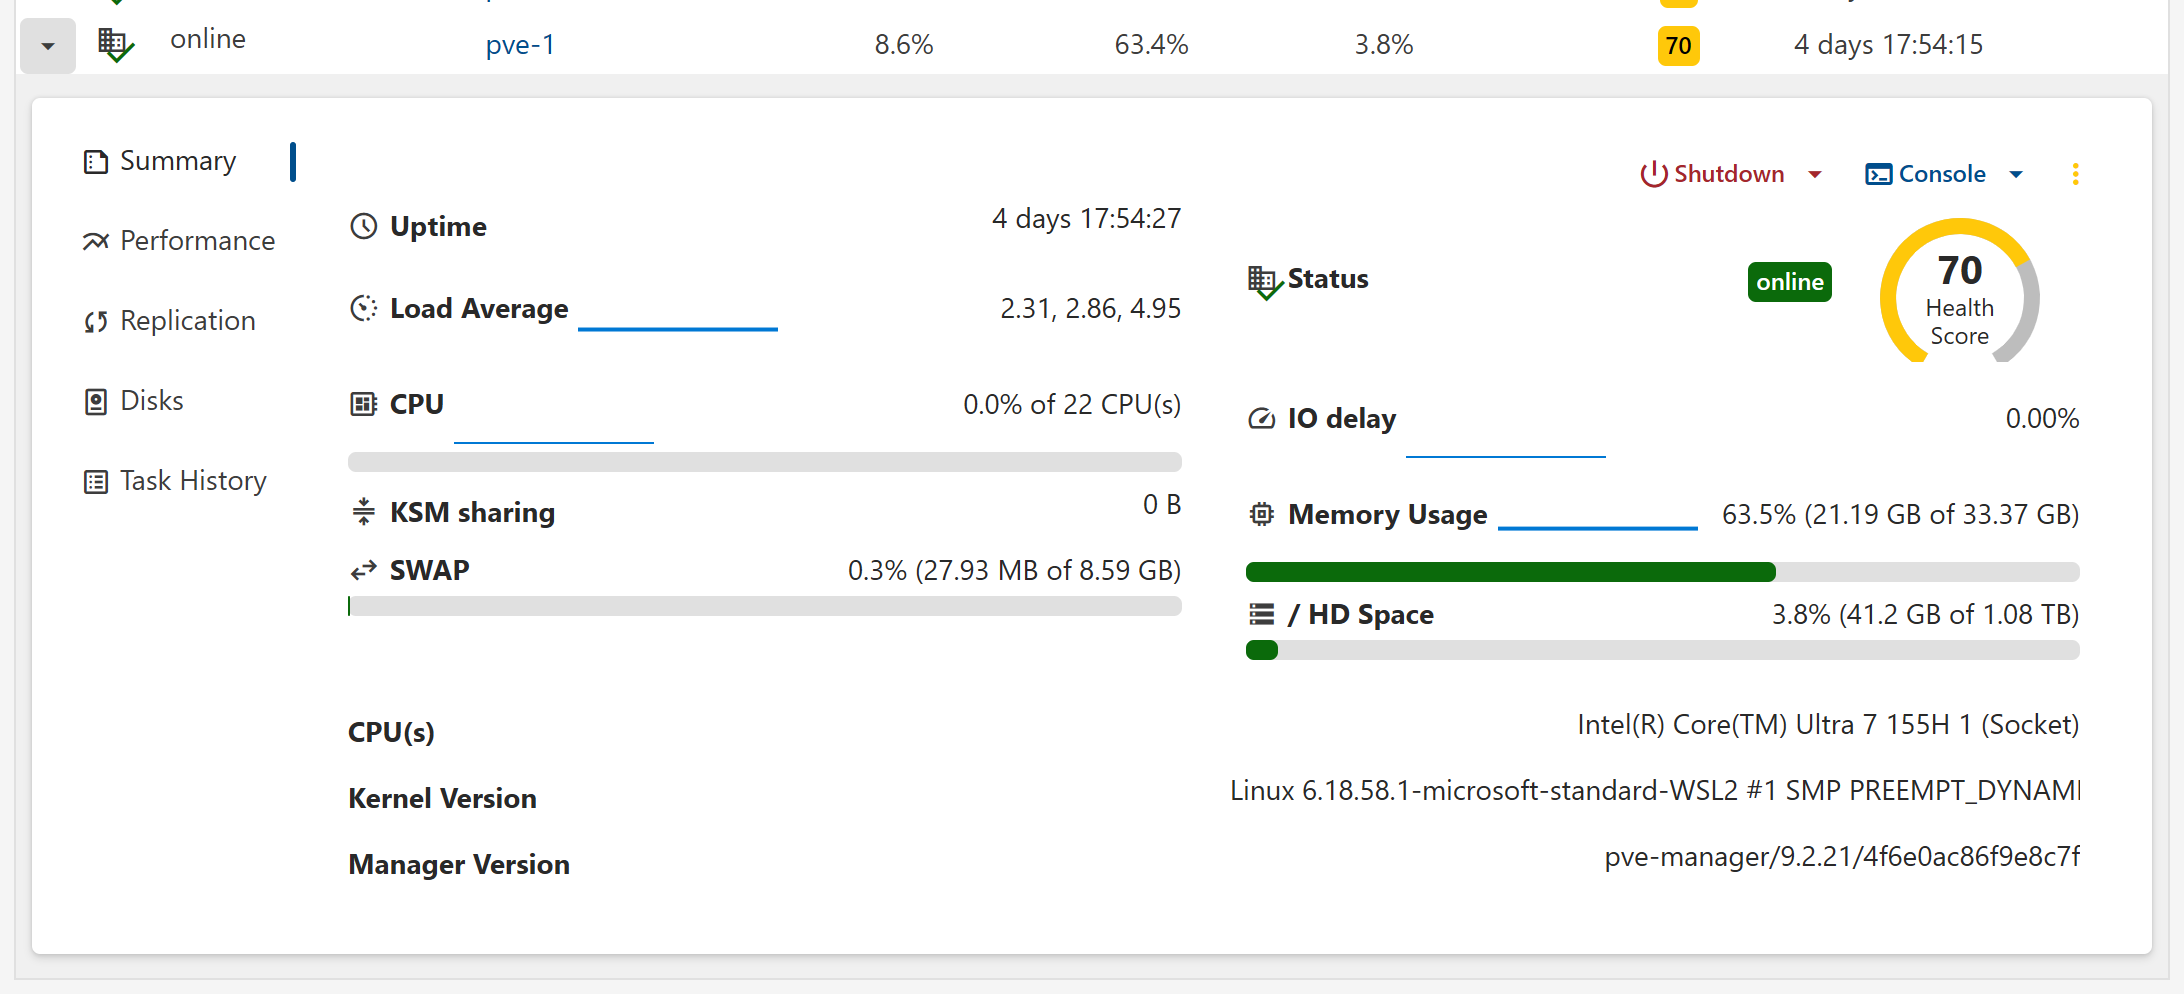 online pve-1 8.6% 63.4% 3.8% 70 4 days 17:54:15
Summary
Performance
Replication
Disks
Task History
Shutdown Console
Uptime 4 days 17:54:27
Load Average 2.31, 2.86, 4.95
CPU 0.0% of 22 CPU(s)
KSM sharing 0 B
SWAP 0.3% (27.93 MB of 8.59 GB)
Status online
70
Health
Score
IO delay 0.00%
Memory Usage 63.5% (21.19 GB of 33.37 GB)
/ HD Space 3.8% (41.2 GB of 1.08 TB)
CPU(s) Intel(R) Core(TM) Ultra 7 155H 1 (Socket)
Kernel Version Linux 6.18.58.1-microsoft-standard-WSL2 #1 SMP PREEMPT_DYNAMI
Manager Version pve-manager/9.2.21/4f6e0ac86f9e8c7f